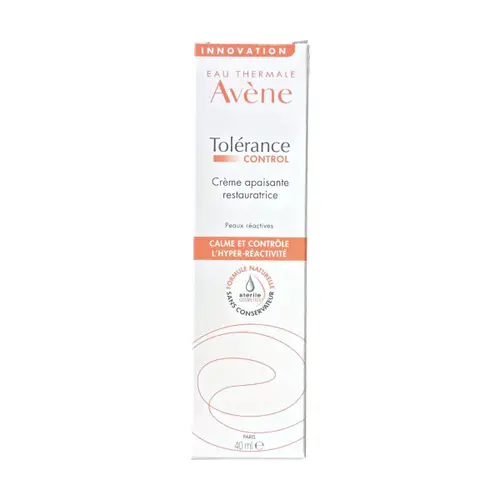 INNOVATION
EAU THERMALE
Avène
Tolérance
CONTROL
Crème apaisante
restauratrice
Peaux réactives
CALME ET CONTRÔLE
L'HYPER-RÉACTIVITÉ
FORMULE NATURELLE
stérile
SANS CONSERVATEUR
PARIS
40 ml e